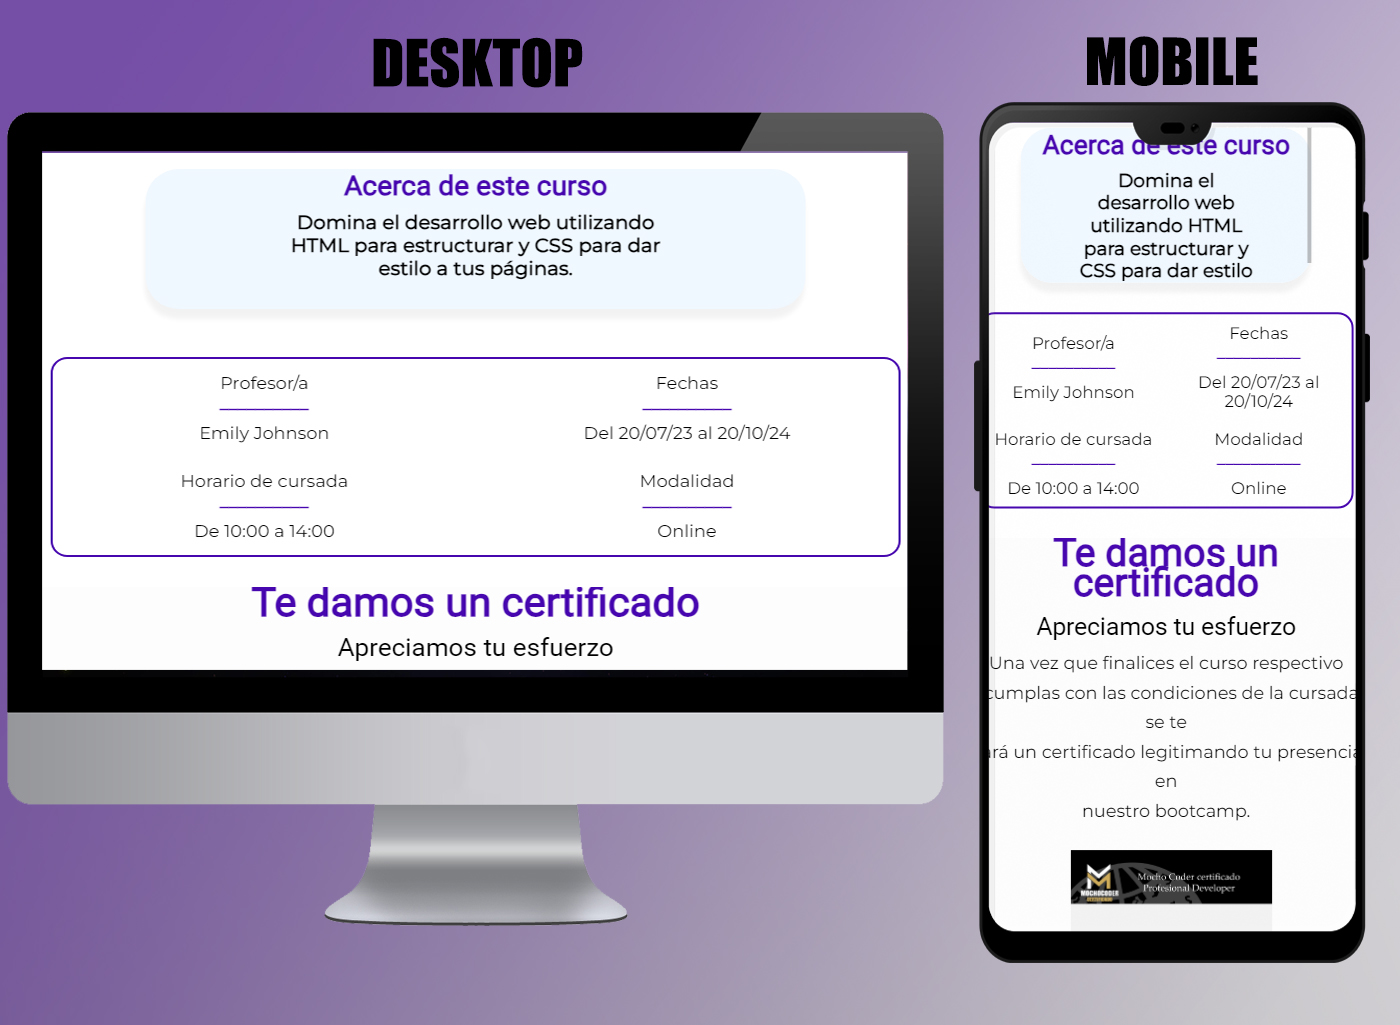 DESKTOP
Acerca de este curso
Domina el desarrollo web utilizando
HTML para estructurar y CSS para dar
estilo a tus páginas.
Profesor/a
Emily Johnson
Fechas
Del 20/07/23 al 20/10/24
Horario de cursada
De 10:00 a 14:00
Modalidad
Online
Te damos un certificado
Apreciamos tu esfuerzo
MOBILE
Acerca de este curso
Domina el
desarrollo web
utilizando HTML
para estructurar y
CSS para dar estilo
Profesor/a
Emily Johnson
Fechas
Del 20/07/23 al
20/10/24
Horario de cursada
De 10:00 a 14:00
Modalidad
Online
Te damos un
certificado
Apreciamos tu esfuerzo
Una vez que finalices el curso respectivo
cumplas con las condiciones de la cursada
se te
ará un certificado legitimando tu presencia
en
nuestro bootcamp.
MOCHOCODER
Mocho Coder certificado
Profesional Developer